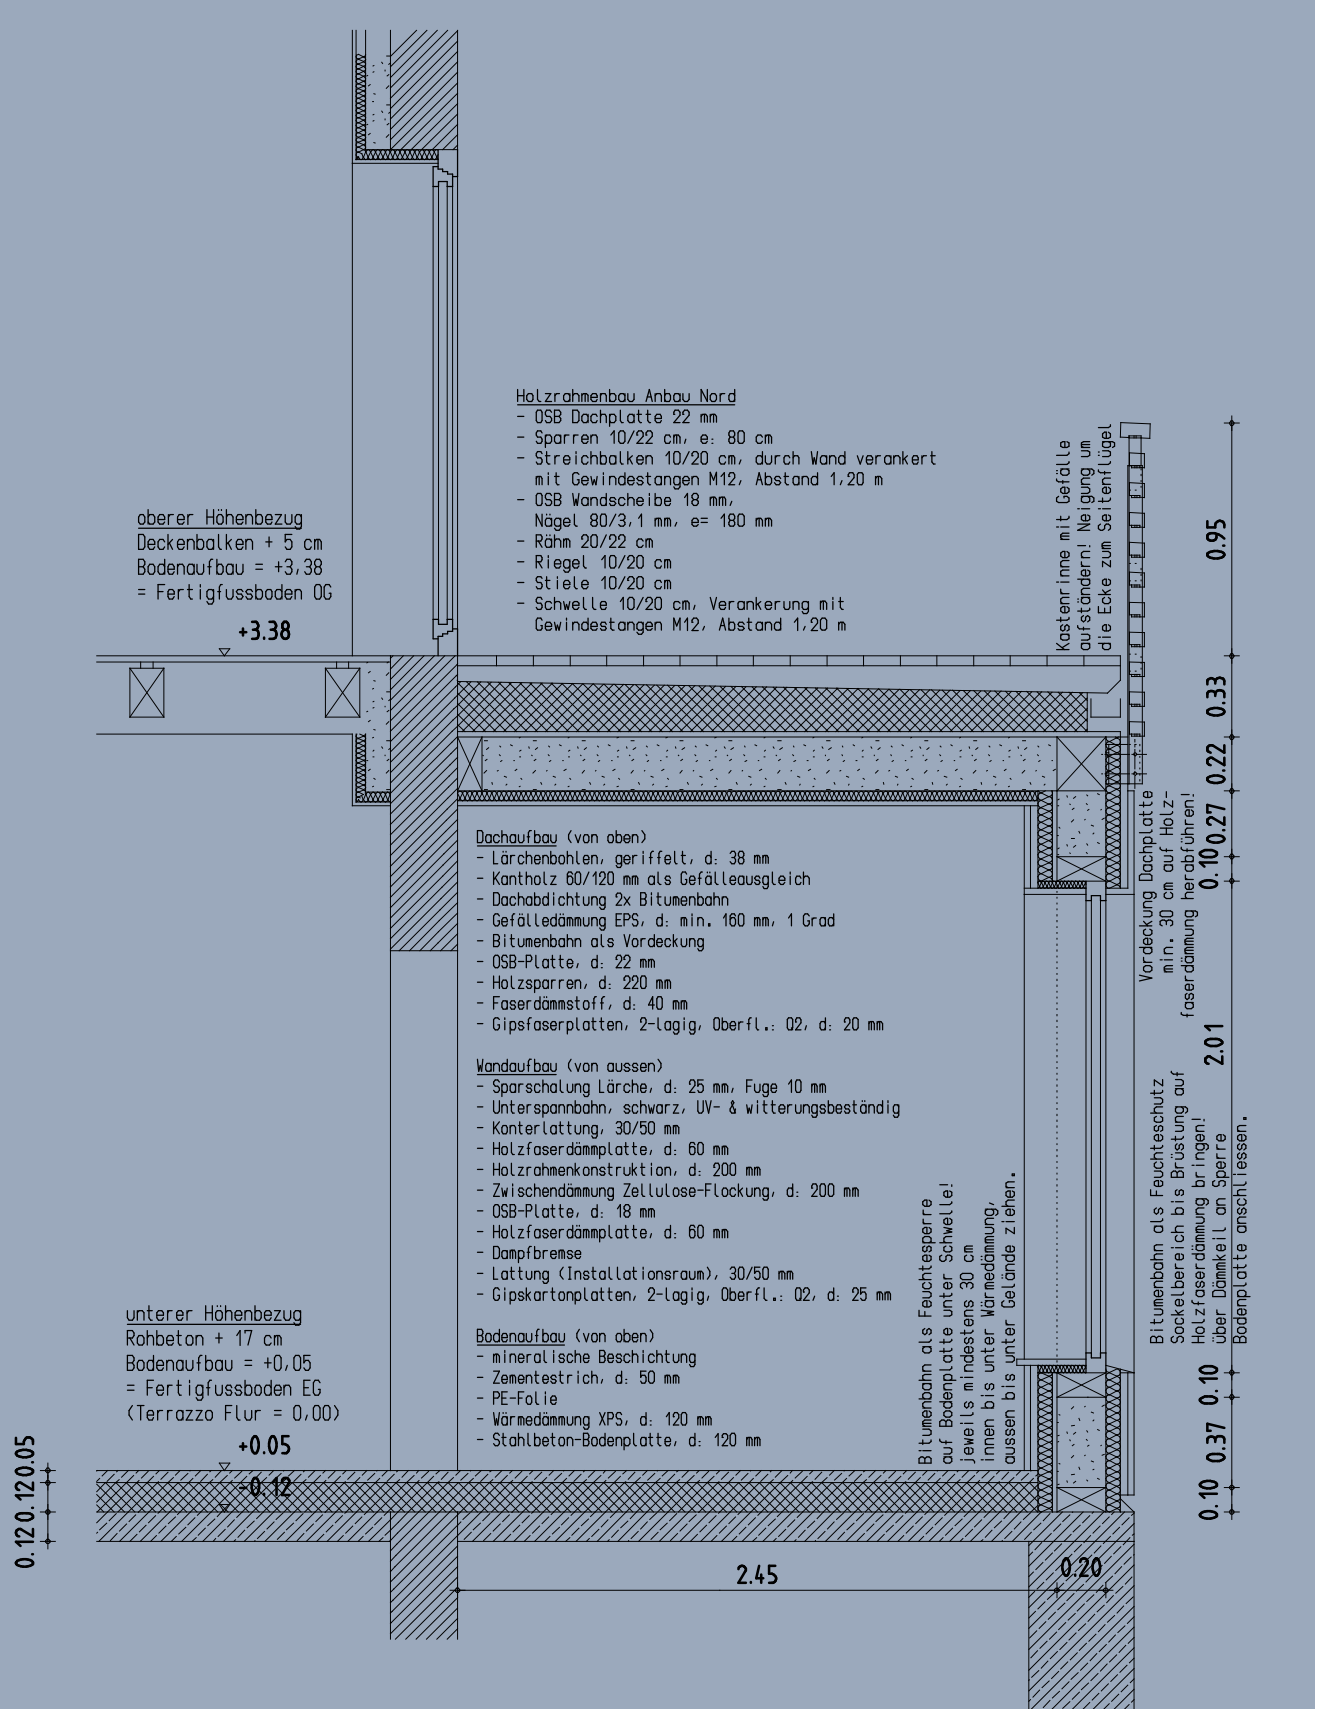 Holzrahmenbau Anbau Nord
- OSB Dachplatte 22 mm
- Sparren 10/22 cm, e: 80 cm
- Streichbalken 10/20 cm, durch Wand verankert
mit Gewindestangen M12, Abstand 1,20 m
- OSB Wandscheibe 18 mm,
Nägel 80/3,1 mm, e= 180 mm
- Rähm 20/22 cm
- Riegel 10/20 cm
- Stiele 10/20 cm
- Schwelle 10/20 cm, Verankerung mit
Gewindestangen M12, Abstand 1,20 m
Kastenrinne mit Gefälle
aufständern! Neigung um
die Ecke zum Seitenflügel
oberer Höhenbezug
Deckenbalken + 5 cm
Bodenaufbau = +3,38
= Fertigfussboden OG
+3.38
0.95
0.33
0.22
0.27
0.10
2.01
0.10
0.37
0.10
Dachaufbau (von oben)
- Lärchenbohlen, geriffelt, d: 38 mm
- Kantholz 60/120 mm als Gefälleausgleich
- Dachabdichtung 2x Bitumenbahn
- Gefälledämmung EPS, d: min. 160 mm, 1 Grad
- Bitumenbahn als Vordeckung
- OSB-Platte, d: 22 mm
- Holzsparren, d: 220 mm
- Faserdämmstoff, d: 40 mm
- Gipsfaserplatten, 2-lagig, Oberfl.: Q2, d: 20 mm
Wandaufbau (von aussen)
- Sparschalung Lärche, d: 25 mm, Fuge 10 mm
- Unterspannbahn, schwarz, UV- & witterungsbeständig
- Konterlattung, 30/50 mm
- Holzfaserdämmplatte, d: 60 mm
- Holzrahmenkonstruktion, d: 200 mm
- Zwischendämmung Zellulose-Flockung, d: 200 mm
- OSB-Platte, d: 18 mm
- Holzfaserdämplatte, d: 60 mm
- Dampfbremse
- Lattung (Installationsraum), 30/50 mm
- Gipskartonplatten, 2-lagig, Oberfl.: Q2, d: 25 mm
Bodenaufbau (von oben)
- mineralische Beschichtung
- Zementestrich, d: 50 mm
- PE-Folie
- Wärmedämmung XPS, d: 120 mm
- Stahlbeton-Bodenplatte, d: 120 mm
Vordeckung Dachplatte
min. 30 cm auf Holz-
faserdämmung herabführen!
Bitumenbahn als Feuchteschutz
Sockelbereich bis Brüstung auf
Holzfaserdämmung bringen!
über Dämmkeil an Sperre
Bodenplatte anschliessen.
Bitumenbahn als Feuchtesperre
auf Bodenplatte unter Schwelle!
jeweils mindestens 30 cm
innen bis unter Wärmedämmung,
aussen bis unter Gelände ziehen.
unterer Höhenbezug
Rohbeton + 17 cm
Bodenaufbau = +0,05
= Fertigfussboden EG
(Terrazzo Flur = 0,00)
+0.05
-0.12
0.05
0.12
0.12
2.45
0.20